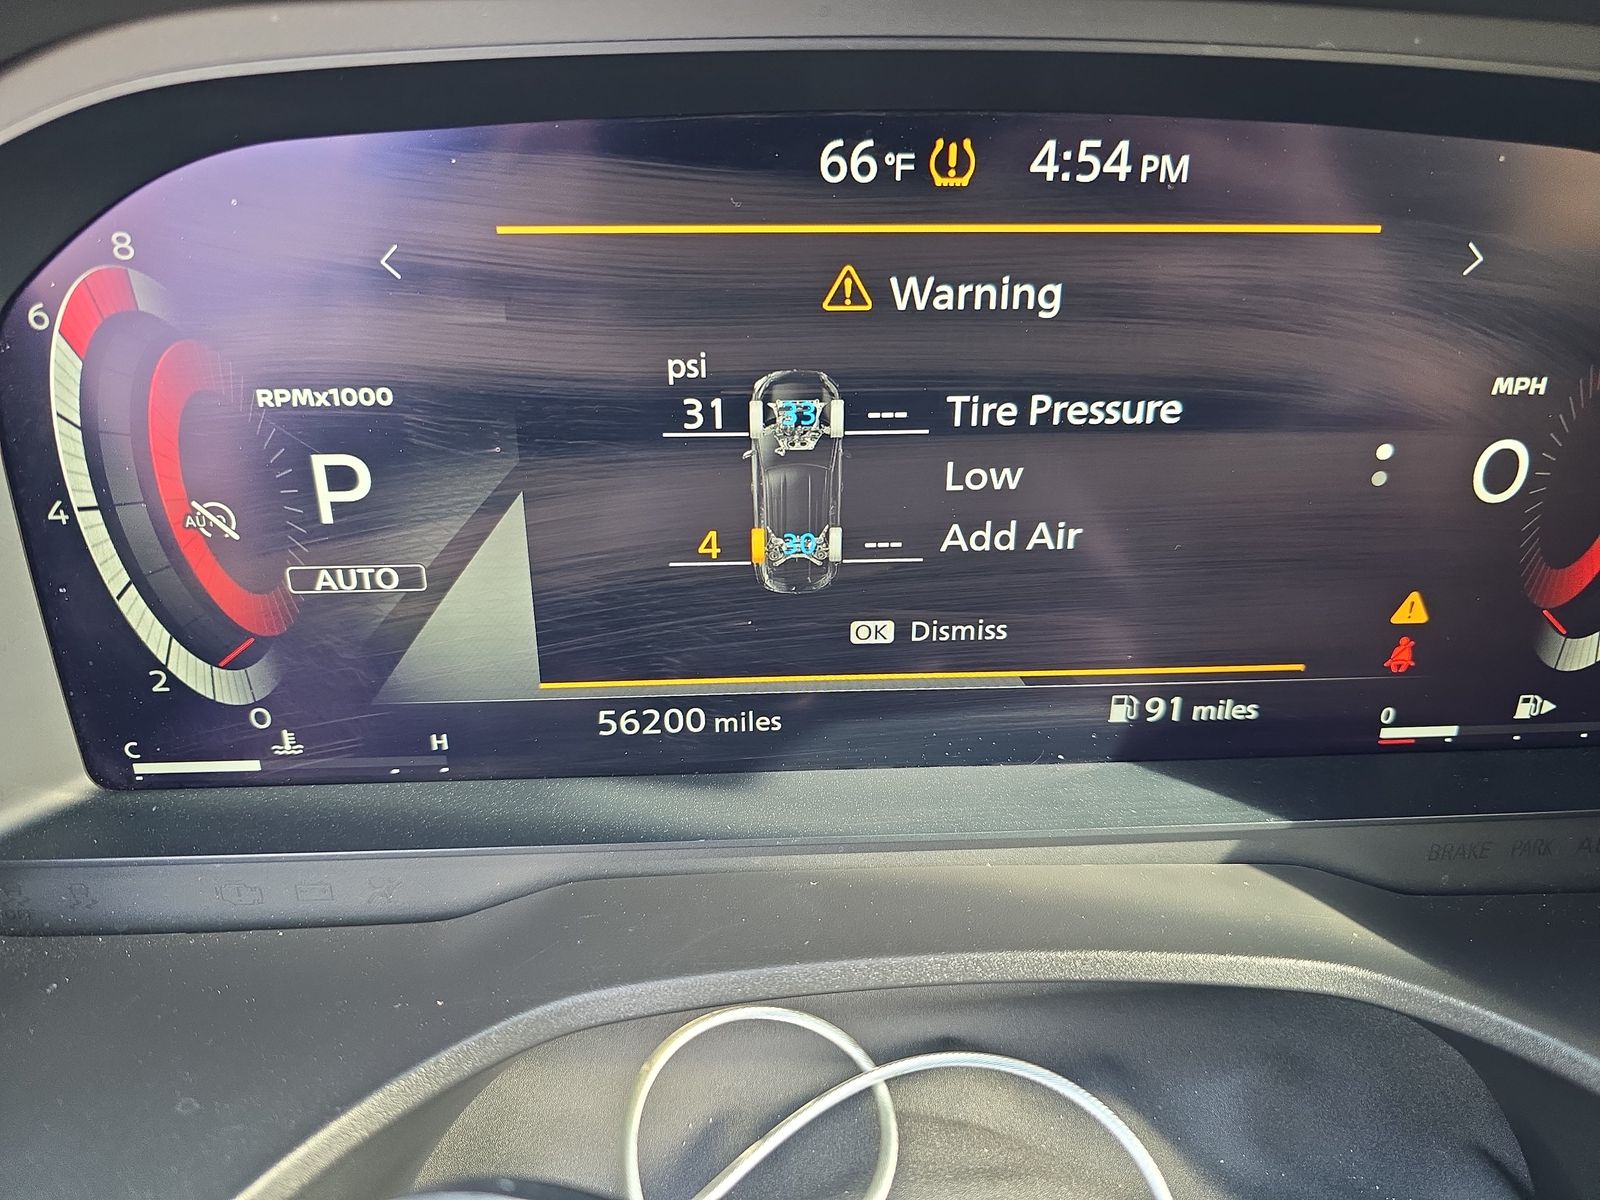 66 °F 4:54 PM
Warning
psi
31 33 --- Tire Pressure
Low
4 30 --- Add Air
OK Dismiss
8
6
4
2
0
RPMx1000
P
AUTO
AUTO
MPH
0
56200 miles
91 miles
C H
0
BRAKE PARK